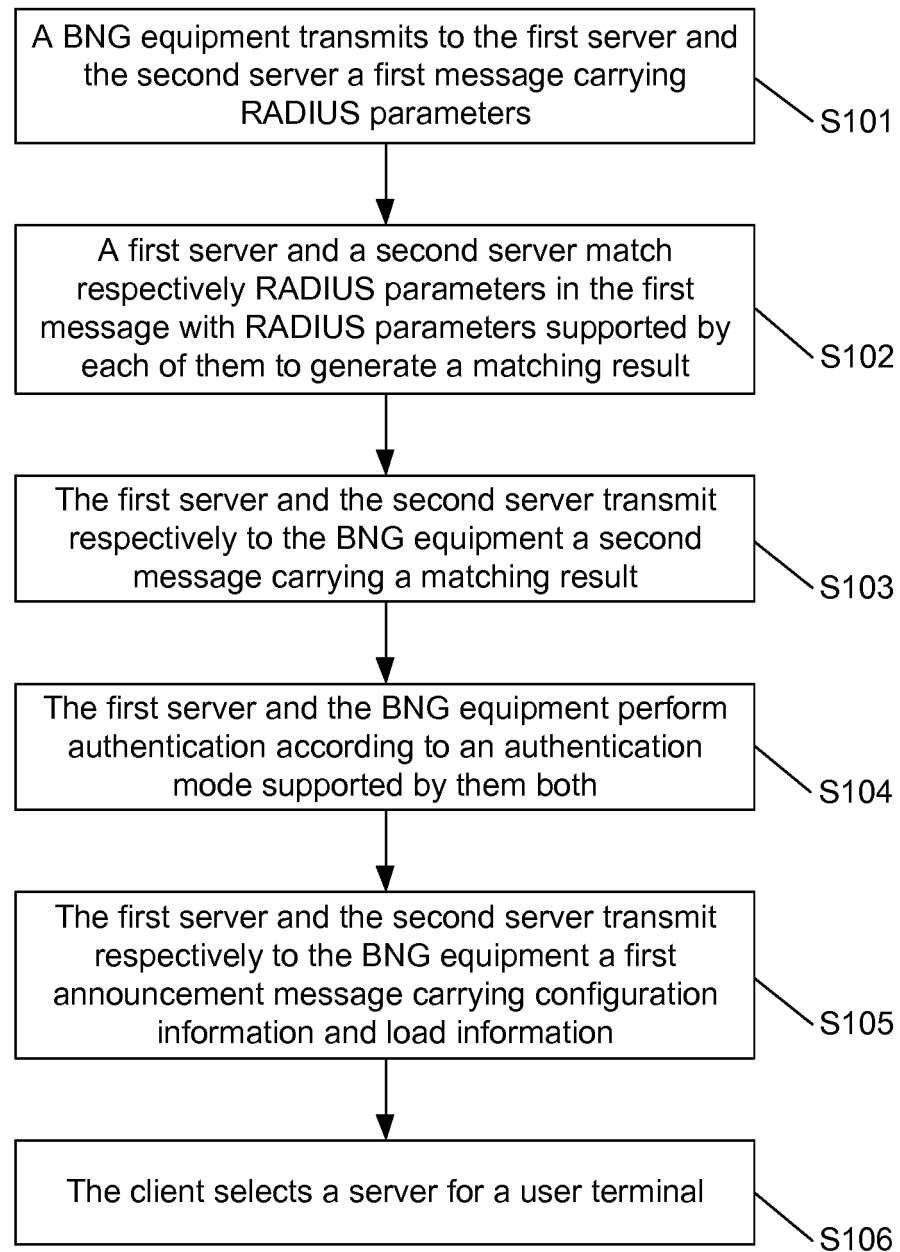 A BNG equipment transmits to the first server and
the second server a first message carrying
RADIUS parameters
S101
A first server and a second server match
respectively RADIUS parameters in the first
message with RADIUS parameters supported by
each of them to generate a matching result
S102
The first server and the second server transmit
respectively to the BNG equipment a second
message carrying a matching result
S103
The first server and the BNG equipment perform
authentication according to an authentication
mode supported by them both
S104
The first server and the second server transmit
respectively to the BNG equipment a first
announcement message carrying configuration
information and load information
S105
The client selects a server for a user terminal
S106